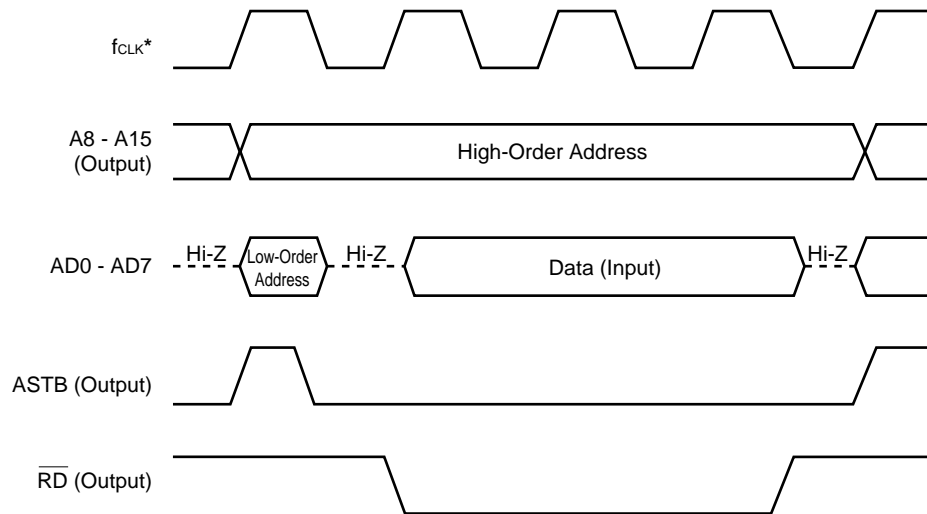 fCLK*
A8 - A15
(Output)
High-Order Address
Hi-Z
Low-Order
Address
Hi-Z
Data (Input)
Hi-Z
AD0 - AD7
ASTB (Output)
RD (Output)